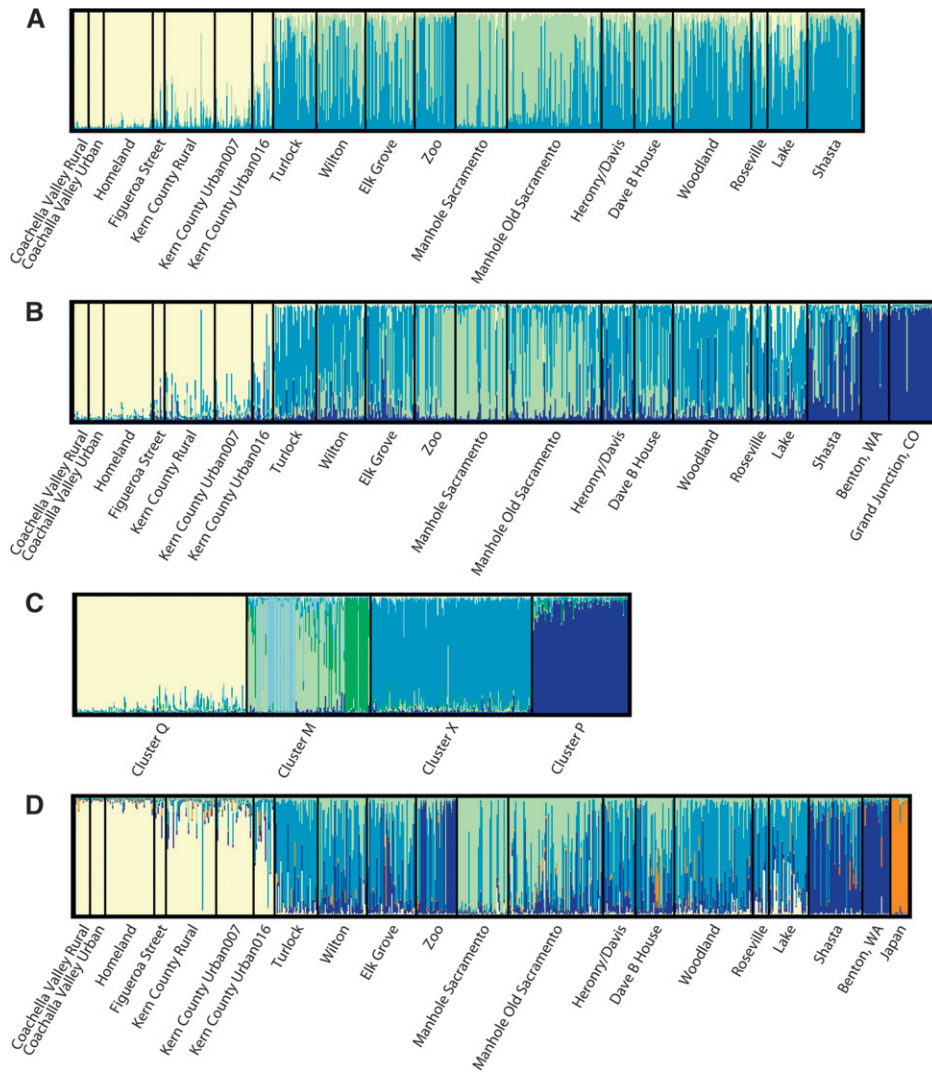 A
Coachella Valley Rural
Coachalla Valley Urban
Homeland
Figueroa Street
Kern County Rural
Kern County Urban007
Kern County Urban016
Turlock
Wilton
Elk Grove
Zoo
Manhole Sacramento
Manhole Old Sacramento
Heronny/Davis
Dave B House
Woodland
Roseville
Lake
Shasta
B
Coachella Valley Rural
Coachalla Valley Urban
Homeland
Figueroa Street
Kern County Rural
Kern County Urban007
Kern County Urban016
Turlock
Wilton
Elk Grove
Zoo
Manhole Sacramento
Manhole Old Sacramento
Heronny/Davis
Dave B House
Woodland
Roseville
Lake
Shasta
Benton, WA
Grand Junction, CO
C
Cluster Q
Cluster M
Cluster X
Cluster P
D
Coachella Valley Rural
Coachalla Valley Urban
Homeland
Figueroa Street
Kern County Rural
Kern County Urban007
Kern County Urban016
Turlock
Wilton
Elk Grove
Zoo
Manhole Sacramento
Manhole Old Sacramento
Heronny/Davis
Dave B House
Woodland
Roseville
Lake
Shasta
Benton, WA
Japan